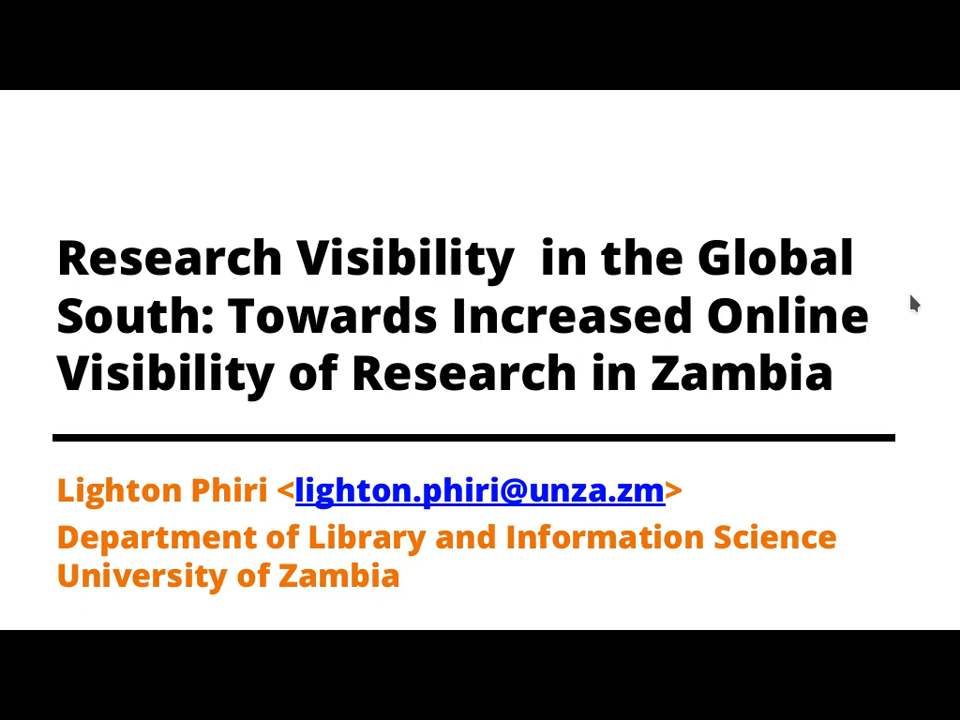 Research Visibility  in the Global
South: Towards Increased Online
Visibility of Research in Zambia
Lighton Phiri <lighton.phiri@unza.zm>
Department of Library and Information Science
University of Zambia